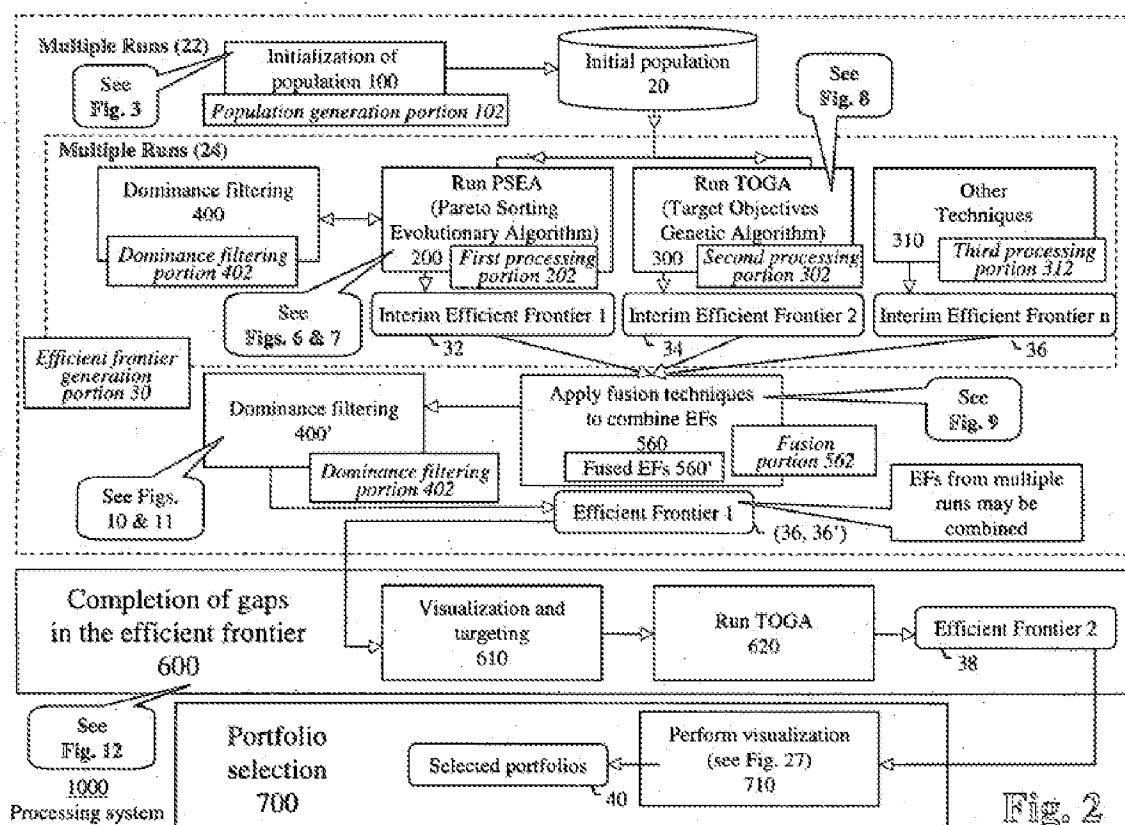 Multiple Runs (22)
See
Fig. 3
Initialization of
population 100
Population generation portion 102
Initial population
20
See
Fig. 8
Multiple Runs (24)
Dominance filtering
400
Dominance filtering
portion 402
Run PSEA
(Pareto Sorting
Evolutionary Algorithm)
200
First processing
portion 202
Run TOGA
(Target Objectives
Genetic Algorithm)
300
Second processing
portion 302
Other
Techniques
310
Third processing
portion 312
See
Figs. 6 & 7
Interim Efficient Frontier 1
32
Interim Efficient Frontier 2
34
Interim Efficient Frontier n
36
Efficient frontier
generation
portion 30
Dominance filtering
400'
Dominance filtering
portion 402
See Figs.
10 & 11
Apply fusion techniques
to combine EFs
560
Fused EFs 560'
Fusion
portion 562
See
Fig. 9
Efficient Frontier 1
(36, 36')
EFs from multiple
runs may be
combined
Completion of gaps
in the efficient frontier
600
Visualization and
targeting
610
Run TOGA
620
Efficient Frontier 2
38
See
Fig. 12
1000
Processing system
Portfolio
selection
700
Selected portfolios
40
Perform visualization
(see Fig. 27)
710
Fig. 2